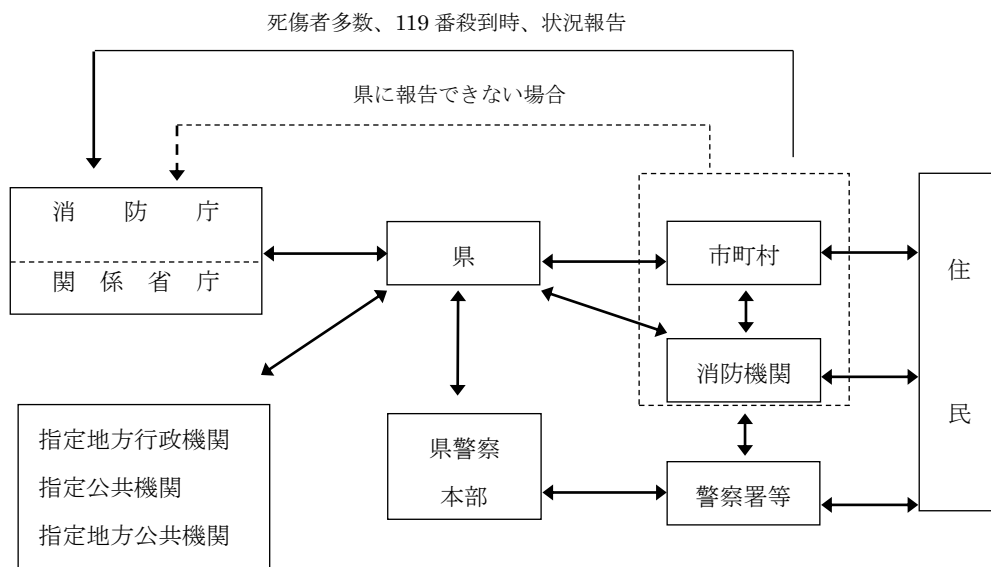 死傷者多数、119 番殺到時、状況報告
県に報告できない場合
消防庁
関係省庁
県
市町村
消防機関
住民
県警察
本部
警察署等
指定地方行政機関
指定公共機関
指定地方公共機関